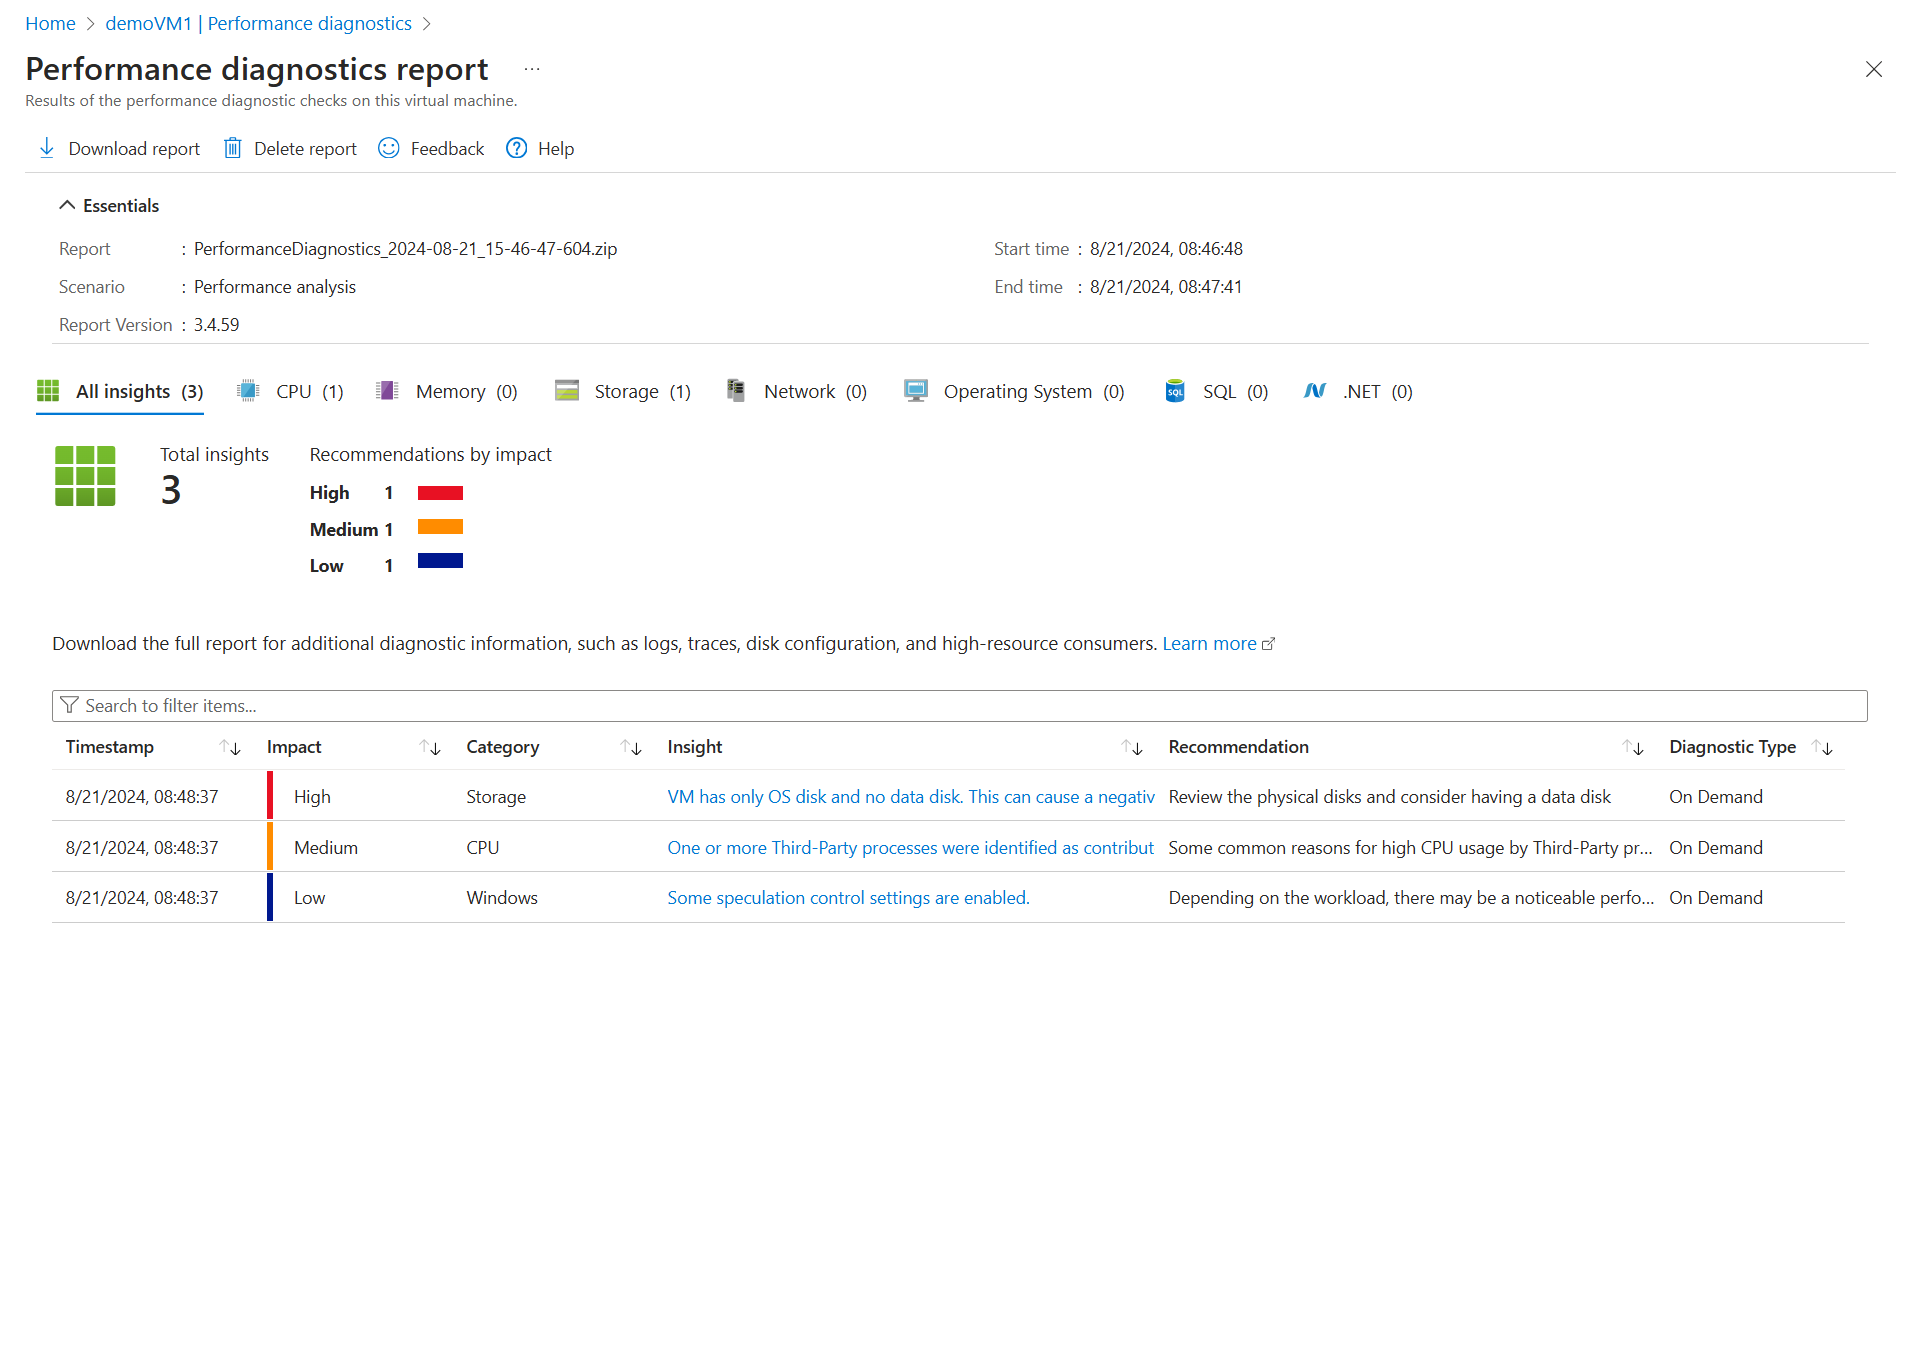 Home > demoVM1 | Performance diagnostics >
Performance diagnostics report ...
Results of the performance diagnostic checks on this virtual machine.
Download report Delete report Feedback Help
Essentials
Report : PerformanceDiagnostics_2024-08-21_15-46-47-604.zip Start time : 8/21/2024, 08:46:48
Scenario : Performance analysis End time : 8/21/2024, 08:47:41
Report Version : 3.4.59
All insights (3) CPU (1) Memory (0) Storage (1) Network (0) Operating System (0) SQL SQL (0) .NET (0)
Total insights Recommendations by impact
3
High 1
Medium 1
Low 1
Download the full report for additional diagnostic information, such as logs, traces, disk configuration, and high-resource consumers. Learn more
Search to filter items...
Timestamp Impact Category Insight Recommendation Diagnostic Type
8/21/2024, 08:48:37 High Storage VM has only OS disk and no data disk. This can cause a negativ Review the physical disks and consider having a data disk On Demand
8/21/2024, 08:48:37 Medium CPU One or more Third-Party processes were identified as contribut Some common reasons for high CPU usage by Third-Party pr... On Demand
8/21/2024, 08:48:37 Low Windows Some speculation control settings are enabled. Depending on the workload, there may be a noticeable perfo... On Demand